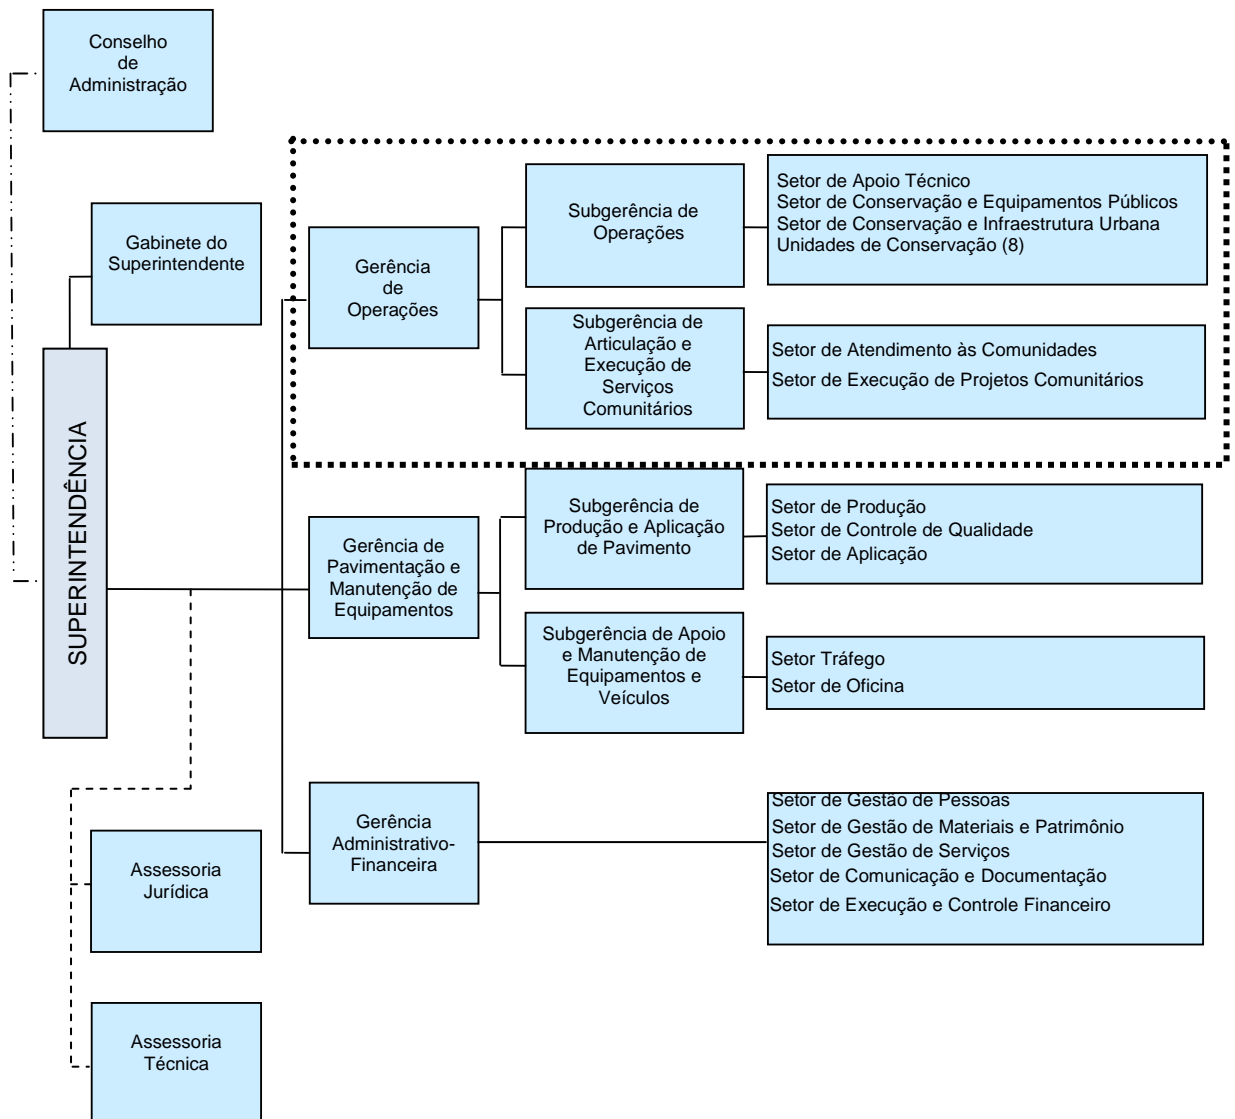 Conselho
de
Administração
Gabinete do
Superintendente
SUPERINTENDÊNCIA
Gerência
de
Operações
Subgerência de
Operações
Setor de Apoio Técnico
Setor de Conservação e Equipamentos Públicos
Setor de Conservação e Infraestrutura Urbana
Unidades de Conservação (8)
Subgerência de
Articulação e
Execução de
Serviços
Comunitários
Setor de Atendimento às Comunidades
Setor de Execução de Projetos Comunitários
Gerência de
Pavimentação e
Manutenção de
Equipamentos
Subgerência de
Produção e Aplicação
de Pavimento
Setor de Produção
Setor de Controle de Qualidade
Setor de Aplicação
Subgerência de Apoio
e Manutenção de
Equipamentos e
Veículos
Setor Tráfego
Setor de Oficina
Gerência
Administrativo-
Financeira
Setor de Gestão de Pessoas
Setor de Gestão de Materiais e Patrimônio
Setor de Gestão de Serviços
Setor de Comunicação e Documentação
Setor de Execução e Controle Financeiro
Assessoria
Jurídica
Assessoria
Técnica